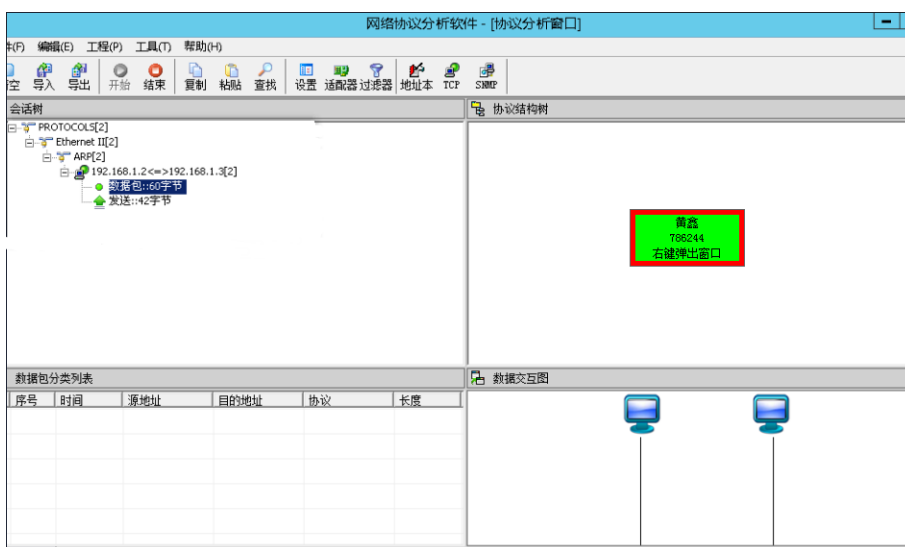 网络协议分析软件 - [协议分析窗口]
编辑(E) 工程(P) 工具(T) 帮助(H)
导入 导出 开始 结束 复制 粘贴 查找 设置 适配器 过滤器 地址本 TCP SNMP
会话树
协议结构树
PROTOCOLS[2]
Ethernet II[2]
ARP[2]
192.168.1.2<=>192.168.1.3[2]
数据包::60字节
发送::42字节
黄鑫
786244
右键弹出窗口
数据包分类列表
数据交互图
序号 时间 源地址 目的地址 协议 长度